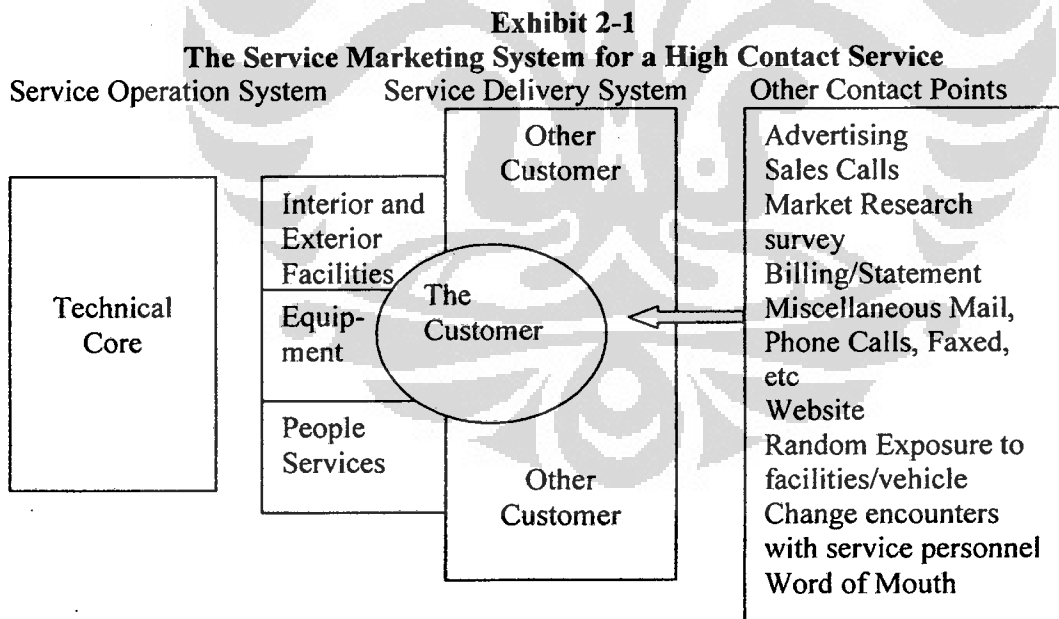 Exhibit 2-1
The Service Marketing System for a High Contact Service
Service Operation System
Service Delivery System
Other Contact Points
Technical
Core
Interior and
Exterior
Facilities
Equip-
ment
People
Services
Other
Customer
The
Customer
Other
Customer
Advertising
Sales Calls
Market Research
survey
Billing/Statement
Miscellaneous Mail,
Phone Calls, Faxed,
etc
Website
Random Exposure to
facilities/vehicle
Change encounters
with service personnel
Word of Mouth